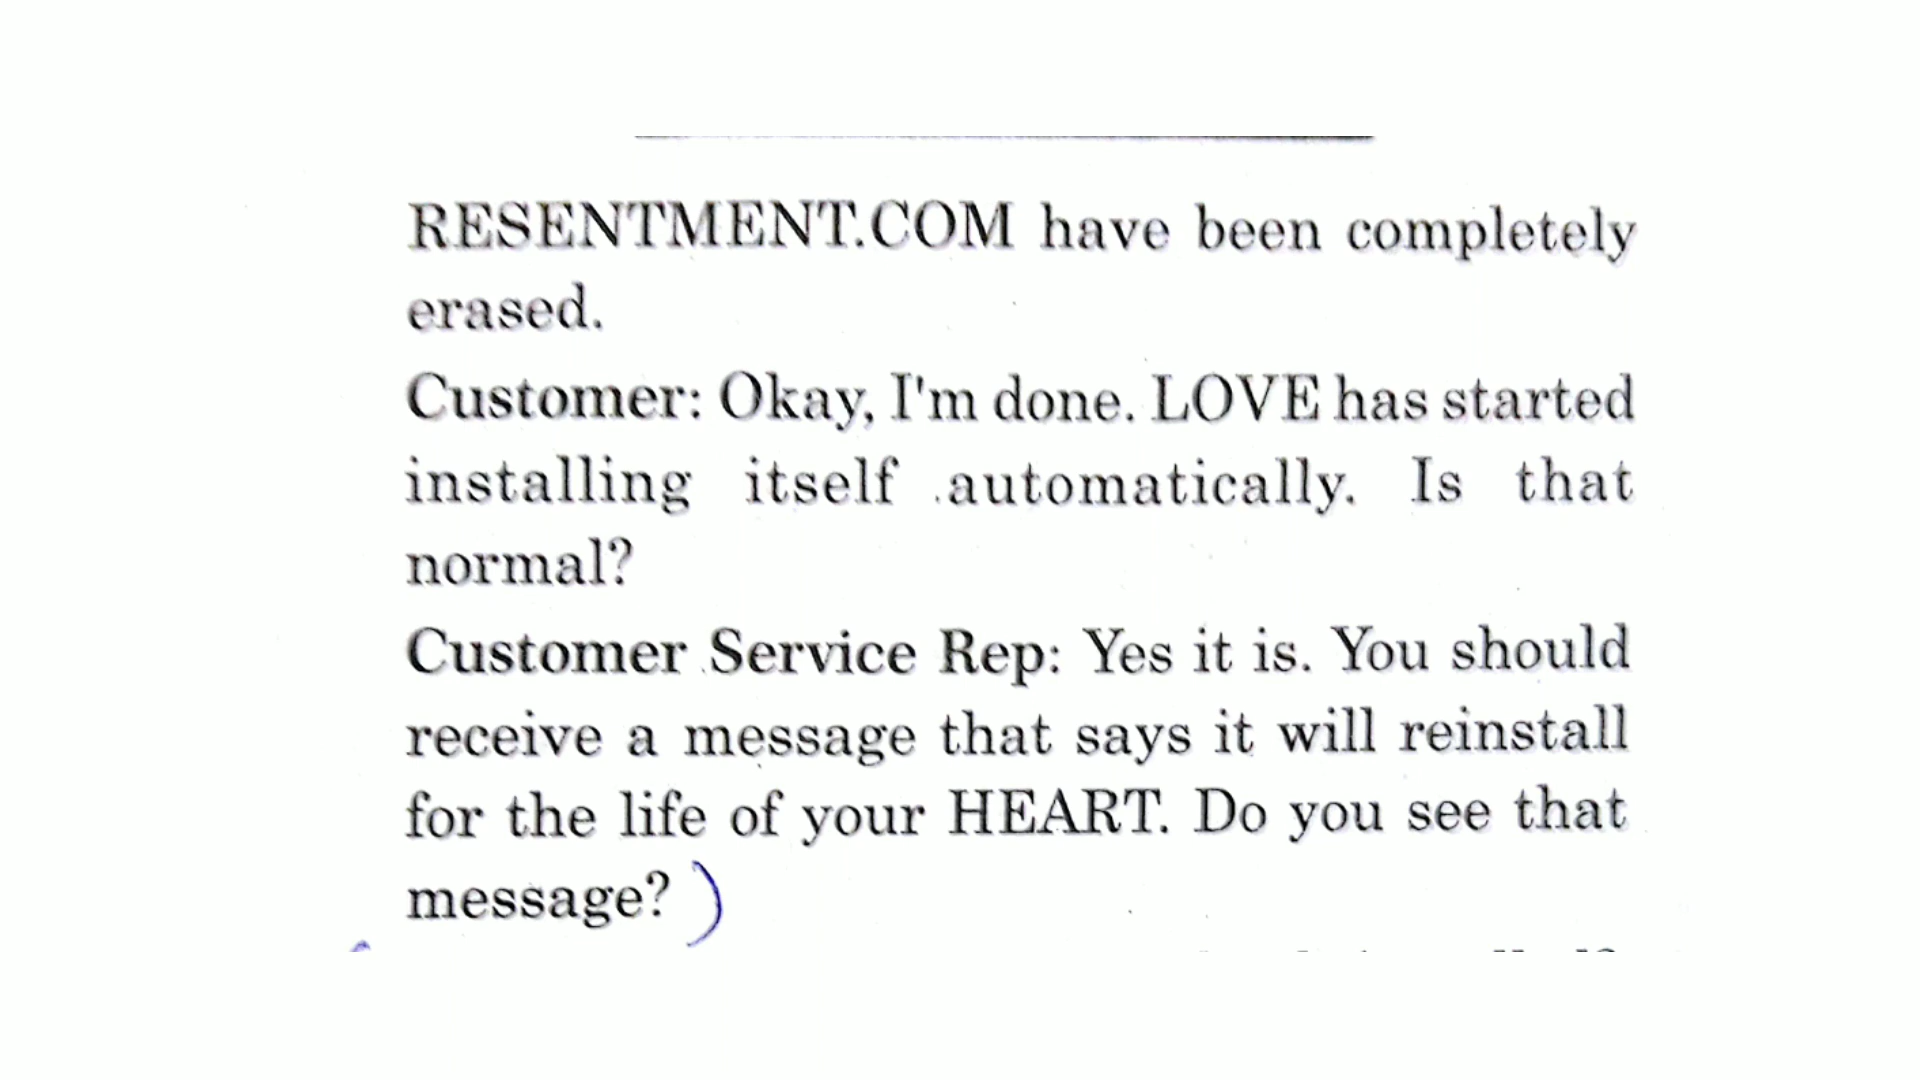 RESENTMENT.COM have been completely
erased.
Customer: Okay, I'm done. LOVE has started
installing itself automatically. Is that
normal?
Customer Service Rep: Yes it is. You should
receive a message that says it will reinstall
for the life of your HEART. Do you see that
message? )